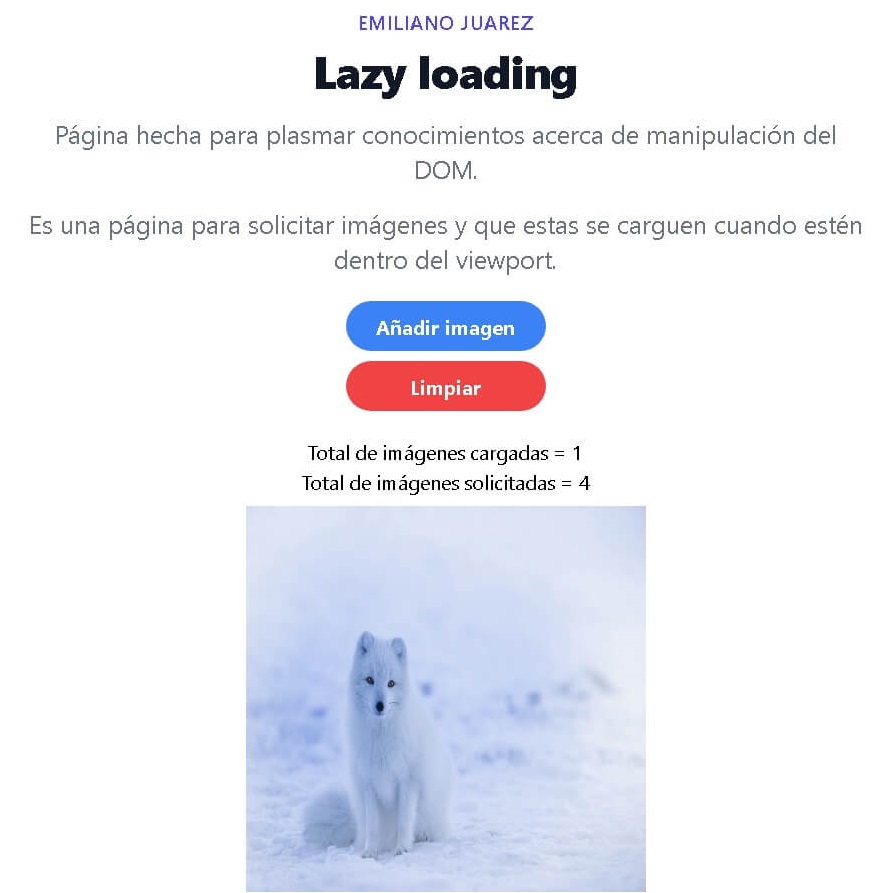 EMILIANO JUAREZ
Lazy loading
Página hecha para plasmar conocimientos acerca de manipulación del
DOM.
Es una página para solicitar imágenes y que estas se carguen cuando estén
dentro del viewport.
Añadir imagen
Limpiar
Total de imágenes cargadas = 1
Total de imágenes solicitadas = 4